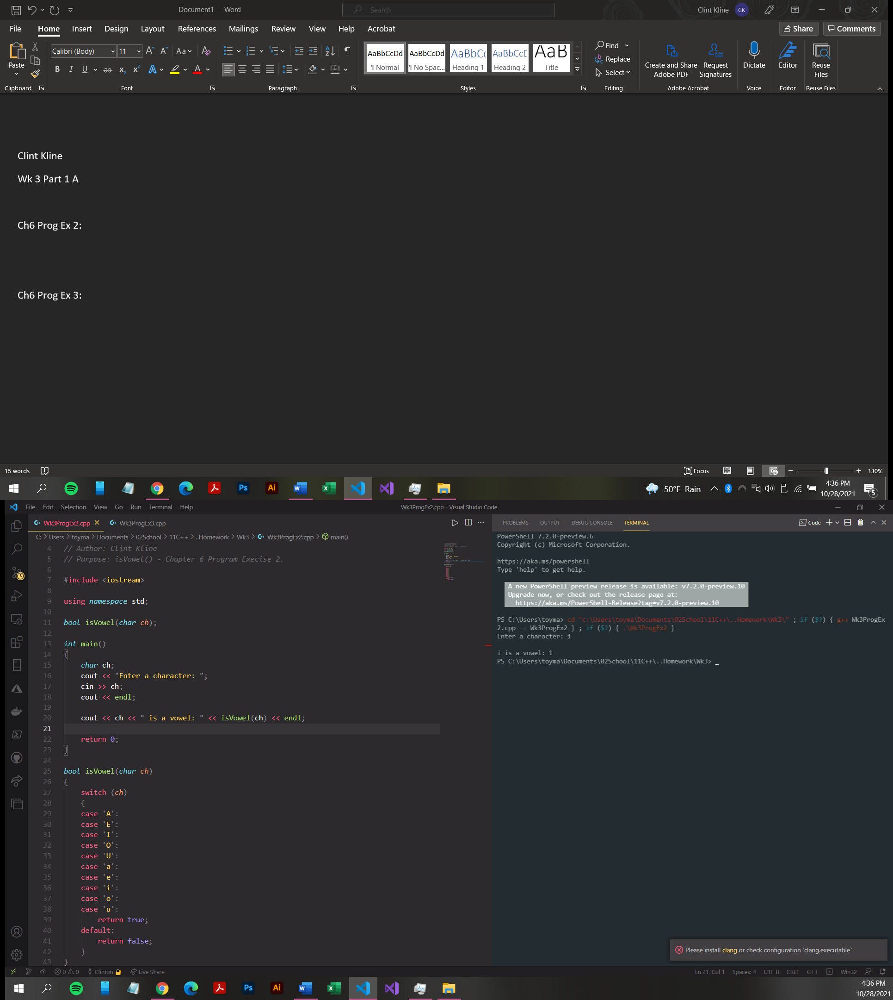 Document1 - Word
Search
Clint Kline CK
File Home Insert Design Layout References Mailings Review View Help Acrobat
Share Comments
Paste
Calibri (Body) 11
Aa
B I U ab x₂ x² A A
AaBbCcDd AaBbCcDd AaBbC( AaBbCcE AaB
¶ Normal ¶ No Spac... Heading 1 Heading 2 Title
Find
Replace
Select
Create and Share Adobe PDF
Request Signatures
Dictate
Editor
Reuse Files
Clipboard Font Paragraph Styles Editing Adobe Acrobat Voice Editor Reuse Files
Clint Kline
Wk 3 Part 1 A
Ch6 Prog Ex 2:
Ch6 Prog Ex 3:
15 words
Focus
130%
Ps Ai
50°F Rain
4:36 PM
10/28/2021
5
File Edit Selection View Go Run Terminal Help
Wk3ProgEx2.cpp - Visual Studio Code
Wk3ProgEx2.cpp
Wk3ProgEx3.cpp
C: > Users > toyma > Documents > 02School > 11C++ > ..Homework > Wk3 > Wk3ProgEx2.cpp > main()
4 // Author: Clint Kline
5 // Purpose: isVowel() - Chapter 6 Program Execise 2.
6
7 #include <iostream>
8
9 using namespace std;
10
11 bool isVowel(char ch);
12
13 int main()
14 {
15 char ch;
16 cout << "Enter a character: ";
17 cin >> ch;
18 cout << endl;
19
20 cout << ch << " is a vowel: " << isVowel(ch) << endl;
21
22 return 0;
23 }
24
25 bool isVowel(char ch)
26 {
27 switch (ch)
28 {
29 case 'A':
30 case 'E':
31 case 'I':
32 case 'O':
33 case 'U':
34 case 'a':
35 case 'e':
36 case 'i':
37 case 'o':
38 case 'u':
39 return true;
40 default:
41 return false;
42 }
43 }
PROBLEMS OUTPUT DEBUG CONSOLE TERMINAL
Code
PowerShell 7.2.0-preview.6
Copyright (c) Microsoft Corporation.
https://aka.ms/powershell
Type 'help' to get help.
A new PowerShell preview release is available: v7.2.0-preview.10
Upgrade now, or check out the release page at:
https://aka.ms/PowerShell-Release?tag=v7.2.0-preview.10
PS C:\Users\toyma> cd "c:\Users\toyma\Documents\02School\11C++\..Homework\Wk3\" ; if ($?) { g++ Wk3ProgEx
2.cpp -o Wk3ProgEx2 } ; if ($?) { .\Wk3ProgEx2 }
Enter a character: i
i is a vowel: 1
PS C:\Users\toyma\Documents\02School\11C++\..Homework\Wk3> _
Please install clang or check configuration `clang.executable`
0 0 Clinton Live Share
Ln 21, Col 1 Spaces: 4 UTF-8 CRLF C++ Win32
Ps Ai
4:36 PM
10/28/2021